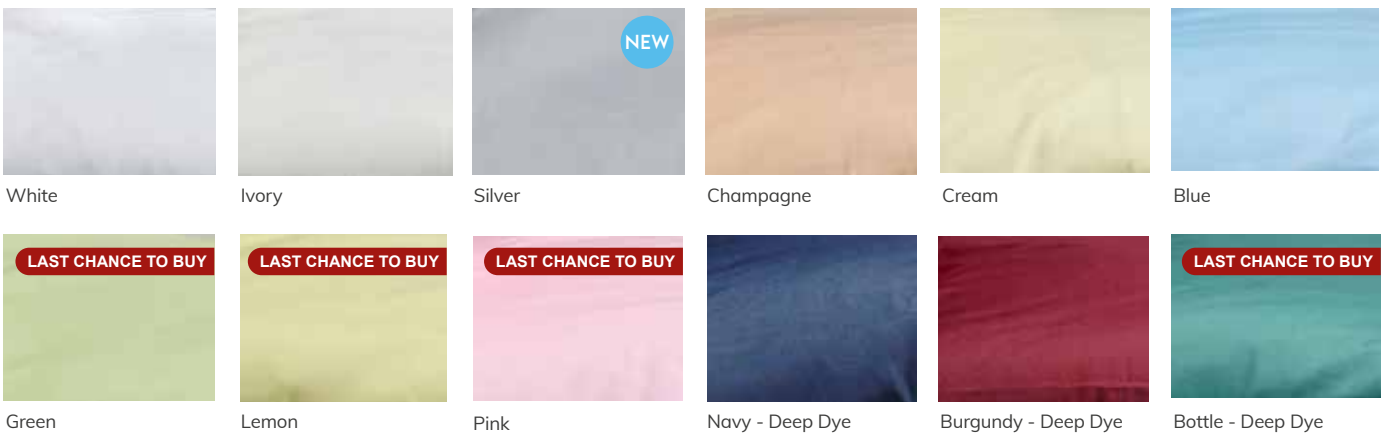 NEW
White
Ivory
Silver
Champagne
Cream
Blue
LAST CHANCE TO BUY
LAST CHANCE TO BUY
LAST CHANCE TO BUY
LAST CHANCE TO BUY
Green
Lemon
Pink
Navy - Deep Dye
Burgundy - Deep Dye
Bottle - Deep Dye